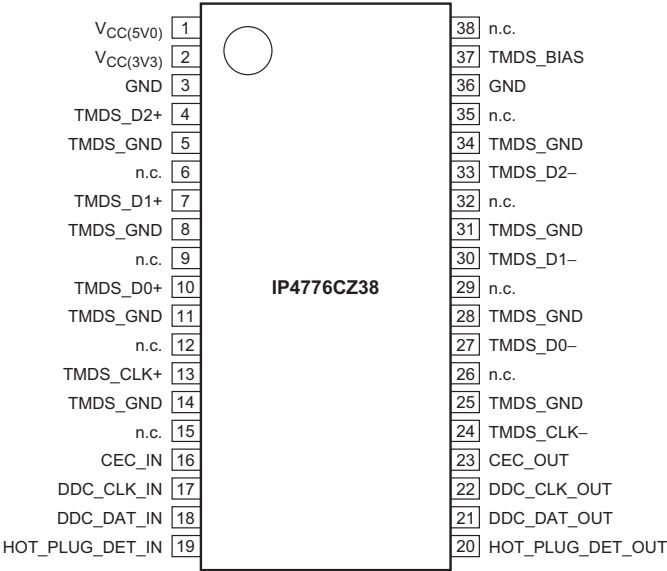 VCC(5V0) 1 38 n.c.
VCC(3V3) 2 37 TMDS_BIAS
GND 3 36 GND
TMDS_D2+ 4 35 n.c.
TMDS_GND 5 34 TMDS_GND
n.c. 6 33 TMDS_D2−
TMDS_D1+ 7 32 n.c.
TMDS_GND 8 31 TMDS_GND
n.c. 9 30 TMDS_D1−
TMDS_D0+ 10 IP4776CZ38 29 n.c.
TMDS_GND 11 28 TMDS_GND
n.c. 12 27 TMDS_D0−
TMDS_CLK+ 13 26 n.c.
TMDS_GND 14 25 TMDS_GND
n.c. 15 24 TMDS_CLK−
CEC_IN 16 23 CEC_OUT
DDC_CLK_IN 17 22 DDC_CLK_OUT
DDC_DAT_IN 18 21 DDC_DAT_OUT
HOT_PLUG_DET_IN 19 20 HOT_PLUG_DET_OUT